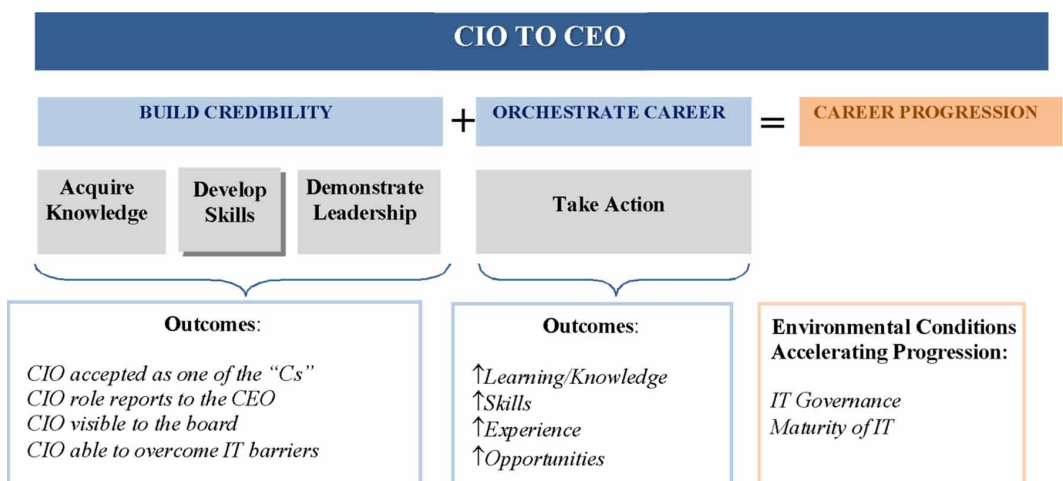 CIO TO CEO
BUILD CREDIBILITY
+
ORCHESTRATE CAREER
=
CAREER PROGRESSION
Acquire
Knowledge
Develop
Skills
Demonstrate
Leadership
Take Action
Outcomes:
CIO accepted as one of the “Cs”
CIO role reports to the CEO
CIO visible to the board
CIO able to overcome IT barriers
Outcomes:
↑Learning/Knowledge
↑Skills
↑Experience
↑Opportunities
Environmental Conditions
Accelerating Progression:
IT Governance
Maturity of IT